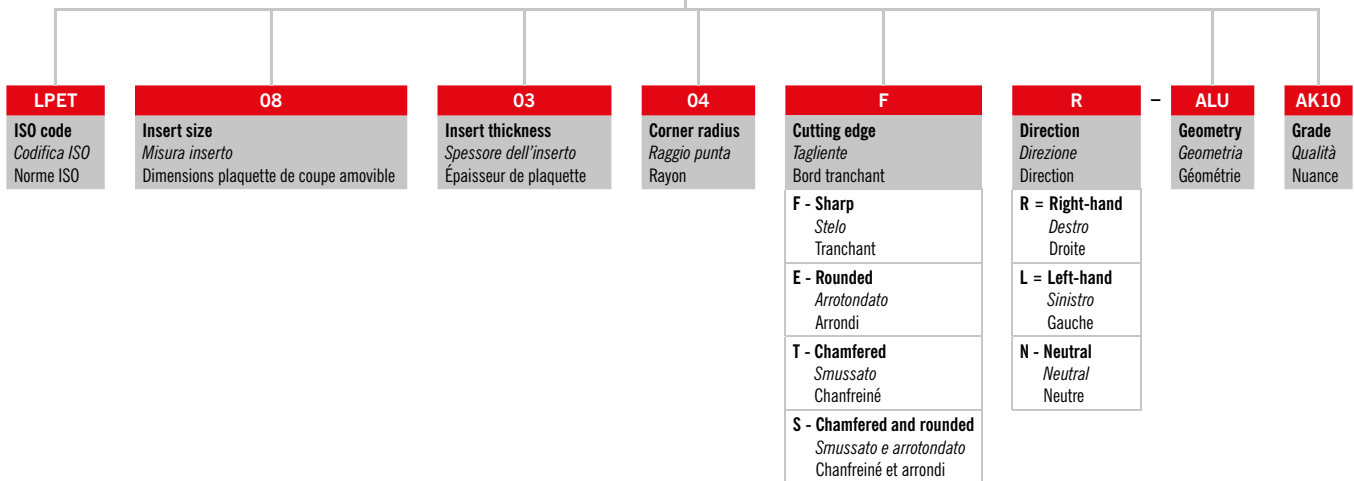 LPET
08
03
04
F
R
–
ALU
AK10
ISO code
Codifica ISO
Norme ISO
Insert size
Misura inserto
Dimensions plaquette de coupe amovible
Insert thickness
Spessore dell'inserto
Épaisseur de plaquette
Corner radius
Raggio punta
Rayon
Cutting edge
Tagliente
Bord tranchant
Direction
Direzione
Direction
Geometry
Geometria
Géométrie
Grade
Qualità
Nuance
F - Sharp
Stelo
Tranchant
E - Rounded
Arrotondato
Arrondi
T - Chamfered
Smussato
Chanfreiné
S - Chamfered and rounded
Smussato e arrotondato
Chanfreiné et arrondi
R = Right-hand
Destro
Droite
L = Left-hand
Sinistro
Gauche
N - Neutral
Neutral
Neutre